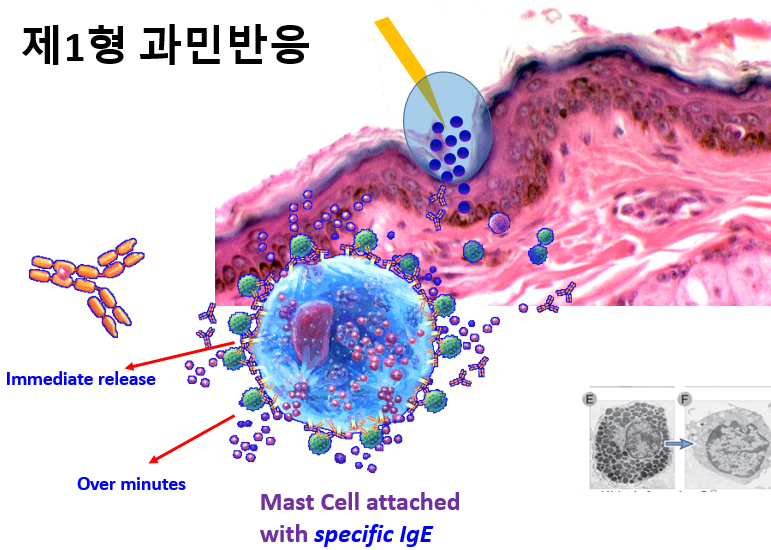 제1형 과민반응
Immediate release
Over minutes
E
F
Mast Cell attached
with specific IgE